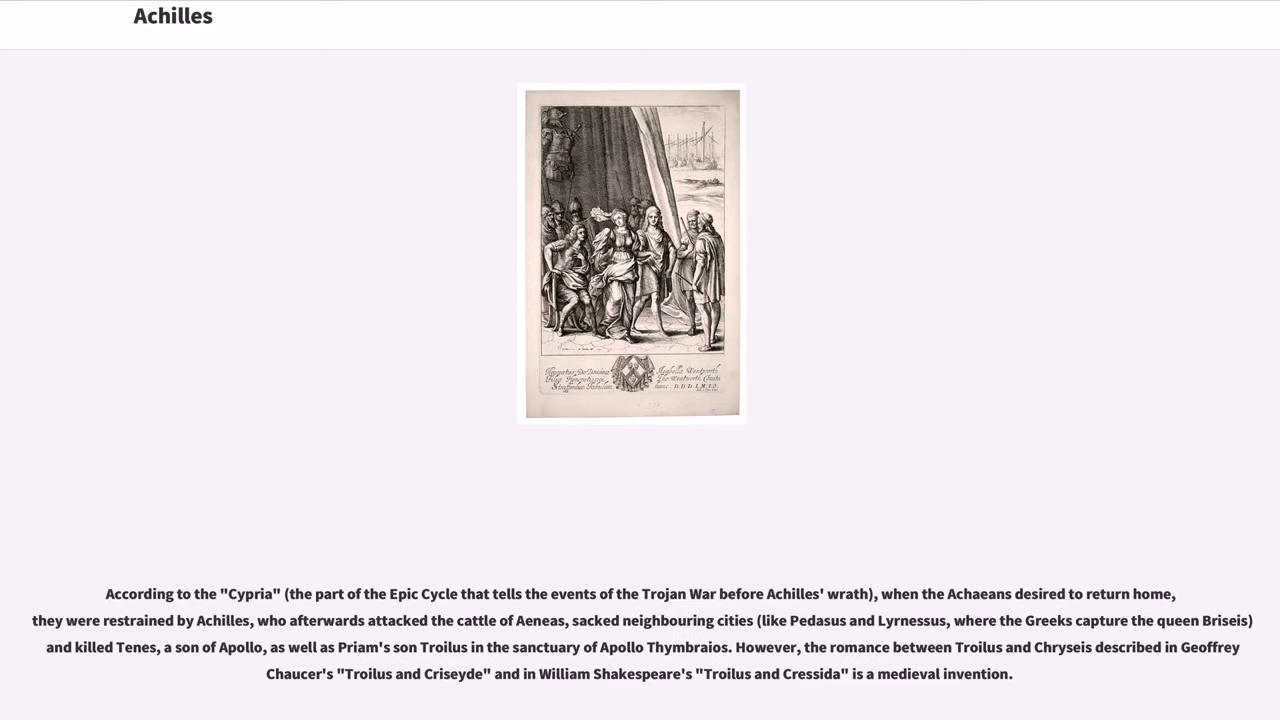 Achilles
Arabella Wentworth
D. D. D.
According to the "Cypria" (the part of the Epic Cycle that tells the events of the Trojan War before Achilles' wrath), when the Achaeans desired to return home,
they were restrained by Achilles, who afterwards attacked the cattle of Aeneas, sacked neighbouring cities (like Pedasus and Lyrnessus, where the Greeks capture the queen Briseis)
and killed Tenes, a son of Apollo, as well as Priam's son Troilus in the sanctuary of Apollo Thymbraios. However, the romance between Troilus and Chryseis described in Geoffrey
Chaucer's "Troilus and Criseyde" and in William Shakespeare's "Troilus and Cressida" is a medieval invention.